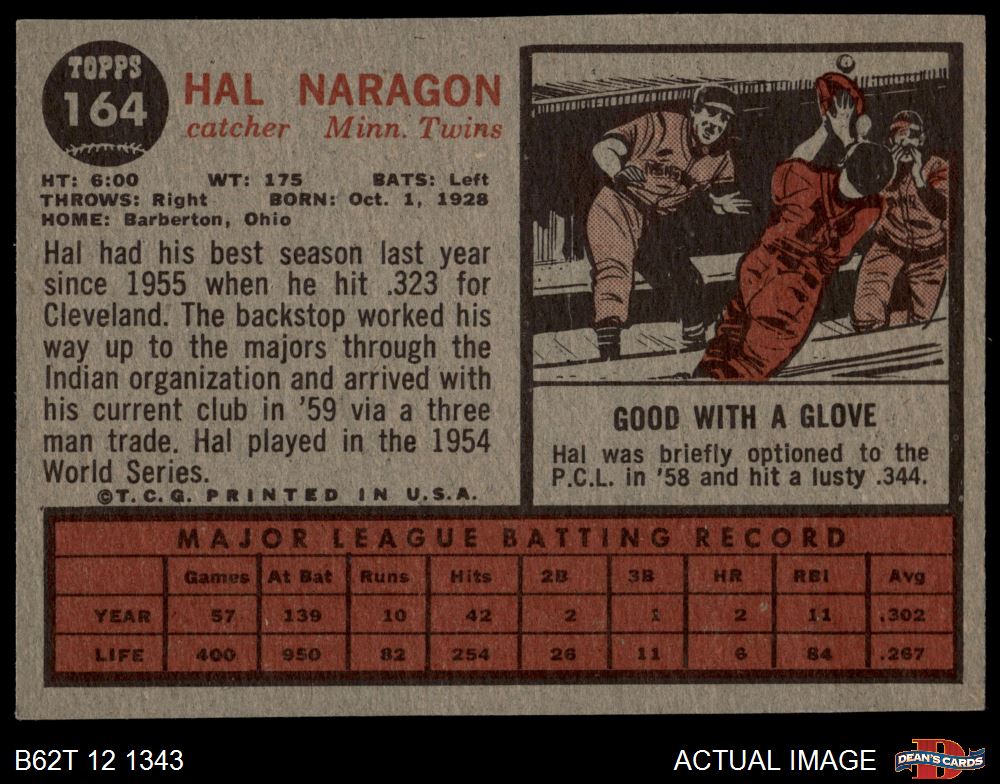 TOPPS
164
HAL NARAGON
catcher Minn. Twins
HT: 6:00 WT: 175 BATS: Left
THROWS: Right BORN: Oct. 1, 1928
HOME: Barberton, Ohio
Hal had his best season last year
since 1955 when he hit .323 for
Cleveland. The backstop worked his
way up to the majors through the
Indian organization and arrived with
his current club in '59 via a three
man trade. Hal played in the 1954
World Series.
©T.C.G. PRINTED IN U.S.A.
GOOD WITH A GLOVE
Hal was briefly optioned to the
P.C.L. in '58 and hit a lusty .344.
MAJOR LEAGUE BATTING RECORD
Games At Bat Runs Hits 2B 3B HR RBI Avg
YEAR 57 139 10 42 2 1 2 11 .302
LIFE 400 950 82 254 26 11 6 84 .267
B62T 12 1343
ACTUAL IMAGE
DEAN'S CARDS